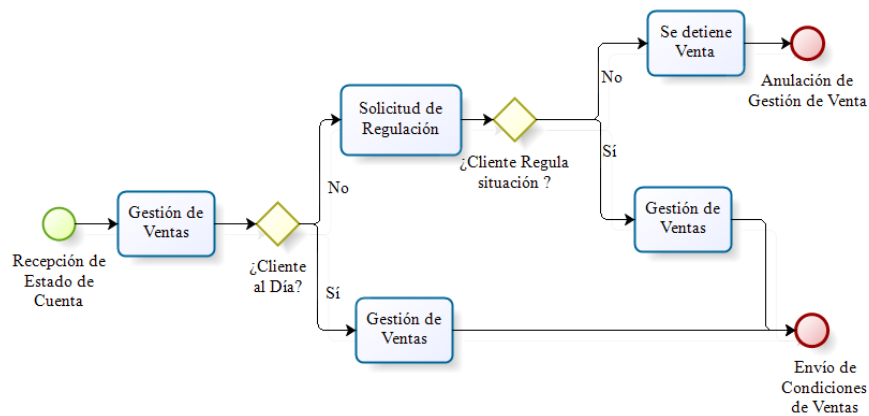 Se detiene
Venta
No
Anulación de
Gestión de Venta
Solicitud de
Regulación
¿Cliente Regula
situación ?
Sí
No
Gestión de
Ventas
Gestión de
Ventas
Recepción de
Estado de
Cuenta
¿Cliente
al Día?
Sí
Gestión de
Ventas
Envío de
Condiciones
de Ventas